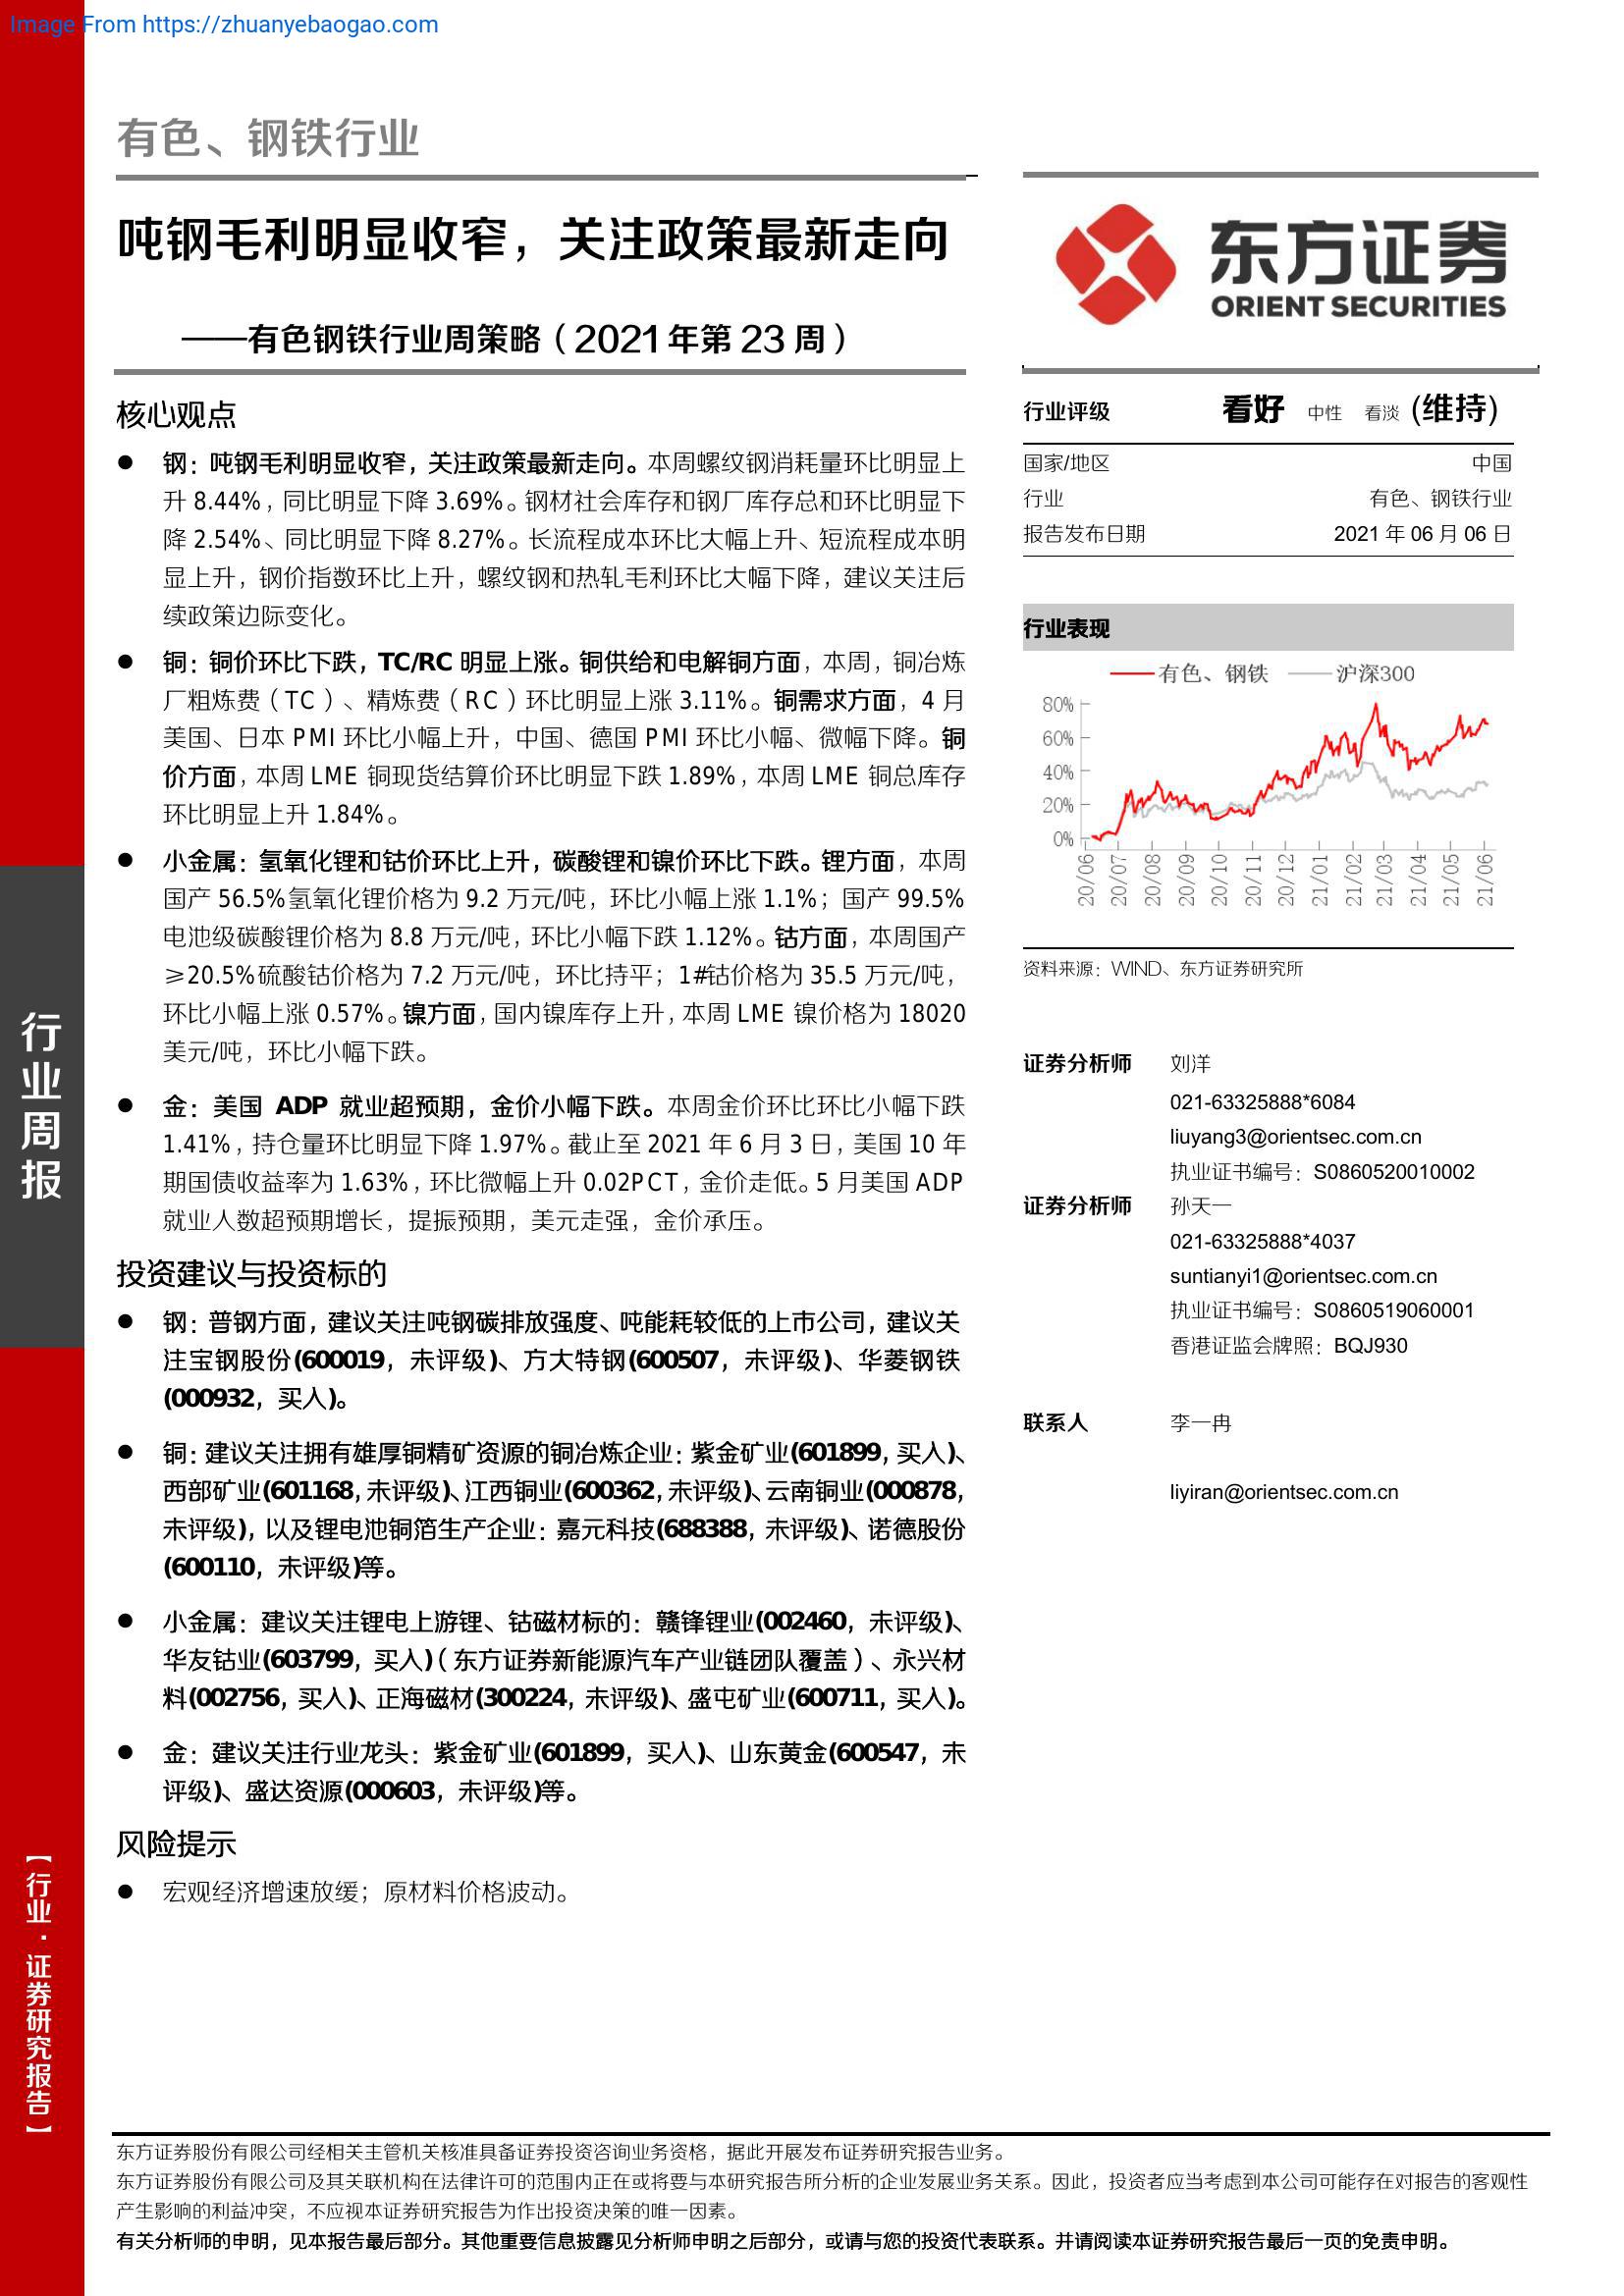 Image From https://zhuanyebaogao.com
有色、钢铁行业
吨钢毛利明显收窄，关注政策最新走向
——有色钢铁行业周策略（2021年第23周）
核心观点
● 钢：吨钢毛利明显收窄，关注政策最新走向。本周螺纹钢消耗量环比明显上
升 8.44%，同比明显下降 3.69%。钢材社会库存和钢厂库存总和环比明显下
降 2.54%、同比明显下降 8.27%。长流程成本环比大幅上升、短流程成本明
显上升，钢价指数环比上升，螺纹钢和热轧毛利环比大幅下降，建议关注后
续政策边际变化。
● 铜：铜价环比下跌，TC/RC 明显上涨。铜供给和电解铜方面，本周，铜冶炼
厂粗炼费（TC）、精炼费（RC）环比明显上涨 3.11%。铜需求方面，4 月
美国、日本 PMI 环比小幅上升，中国、德国 PMI 环比小幅、微幅下降。铜
价方面，本周 LME 铜现货结算价环比明显下跌 1.89%，本周 LME 铜总库存
环比明显上升 1.84%。
● 小金属：氢氧化锂和钴价环比上升，碳酸锂和镍价环比下跌。锂方面，本周
国产 56.5%氢氧化锂价格为 9.2 万元/吨，环比小幅上涨 1.1%；国产 99.5%
电池级碳酸锂价格为 8.8 万元/吨，环比小幅下跌 1.12%。钴方面，本周国产
≥20.5%硫酸钴价格为 7.2 万元/吨，环比持平；1#钴价格为 35.5 万元/吨，
环比小幅上涨 0.57%。镍方面，国内镍库存上升，本周 LME 镍价格为 18020
美元/吨，环比小幅下跌。
● 金：美国 ADP 就业超预期，金价小幅下跌。本周金价环比环比小幅下跌
1.41%，持仓量环比明显下降 1.97%。截止至 2021 年 6 月 3 日，美国 10 年
期国债收益率为 1.63%，环比微幅上升 0.02PCT，金价走低。5 月美国 ADP
就业人数超预期增长，提振预期，美元走强，金价承压。
投资建议与投资标的
● 钢：普钢方面，建议关注吨钢碳排放强度、吨能耗较低的上市公司，建议关
注宝钢股份(600019，未评级)、方大特钢(600507，未评级)、华菱钢铁
(000932，买入)。
● 铜：建议关注拥有雄厚铜精矿资源的铜冶炼企业：紫金矿业(601899，买入)、
西部矿业(601168，未评级)、江西铜业(600362，未评级)、云南铜业(000878，
未评级)，以及锂电池铜箔生产企业：嘉元科技(688388，未评级)、诺德股份
(600110，未评级)等。
● 小金属：建议关注锂电上游锂、钴磁材标的：赣锋锂业(002460，未评级)、
华友钴业(603799，买入)（东方证券新能源汽车产业链团队覆盖）、永兴材
料(002756，买入)、正海磁材(300224，未评级)、盛屯矿业(600711，买入)。
● 金：建议关注行业龙头：紫金矿业(601899，买入)、山东黄金(600547，未
评级)、盛达资源(000603，未评级)等。
风险提示
● 宏观经济增速放缓；原材料价格波动。
东方证券
ORIENT SECURITIES
行业评级 看好 中性 看淡 (维持)
国家/地区 中国
行业 有色、钢铁行业
报告发布日期 2021 年 06 月 06 日
行业表现
有色、钢铁 沪深300
80%
60%
40%
20%
0%
20/06 20/07 20/08 20/09 20/10 20/11 20/12 21/01 21/02 21/03 21/04 21/05 21/06
资料来源：WIND、东方证券研究所
证券分析师 刘洋
021-63325888*6084
liuyang3@orientsec.com.cn
执业证书编号：S0860520010002
证券分析师 孙天一
021-63325888*4037
suntianyi1@orientsec.com.cn
执业证书编号：S0860519060001
香港证监会牌照：BQJ930
联系人 李一冉
liyiran@orientsec.com.cn
行业周报
【行业·证券研究报告】
东方证券股份有限公司经相关主管机关核准具备证券投资咨询业务资格，据此开展发布证券研究报告业务。
东方证券股份有限公司及其关联机构在法律许可的范围内正在或将要与本研究报告所分析的企业发展业务关系。因此，投资者应当考虑到本公司可能存在对报告的客观性
产生影响的利益冲突，不应视本证券研究报告为作出投资决策的唯一因素。
有关分析师的申明，见本报告最后部分。其他重要信息披露见分析师申明之后部分，或请与您的投资代表联系。并请阅读本证券研究报告最后一页的免责申明。